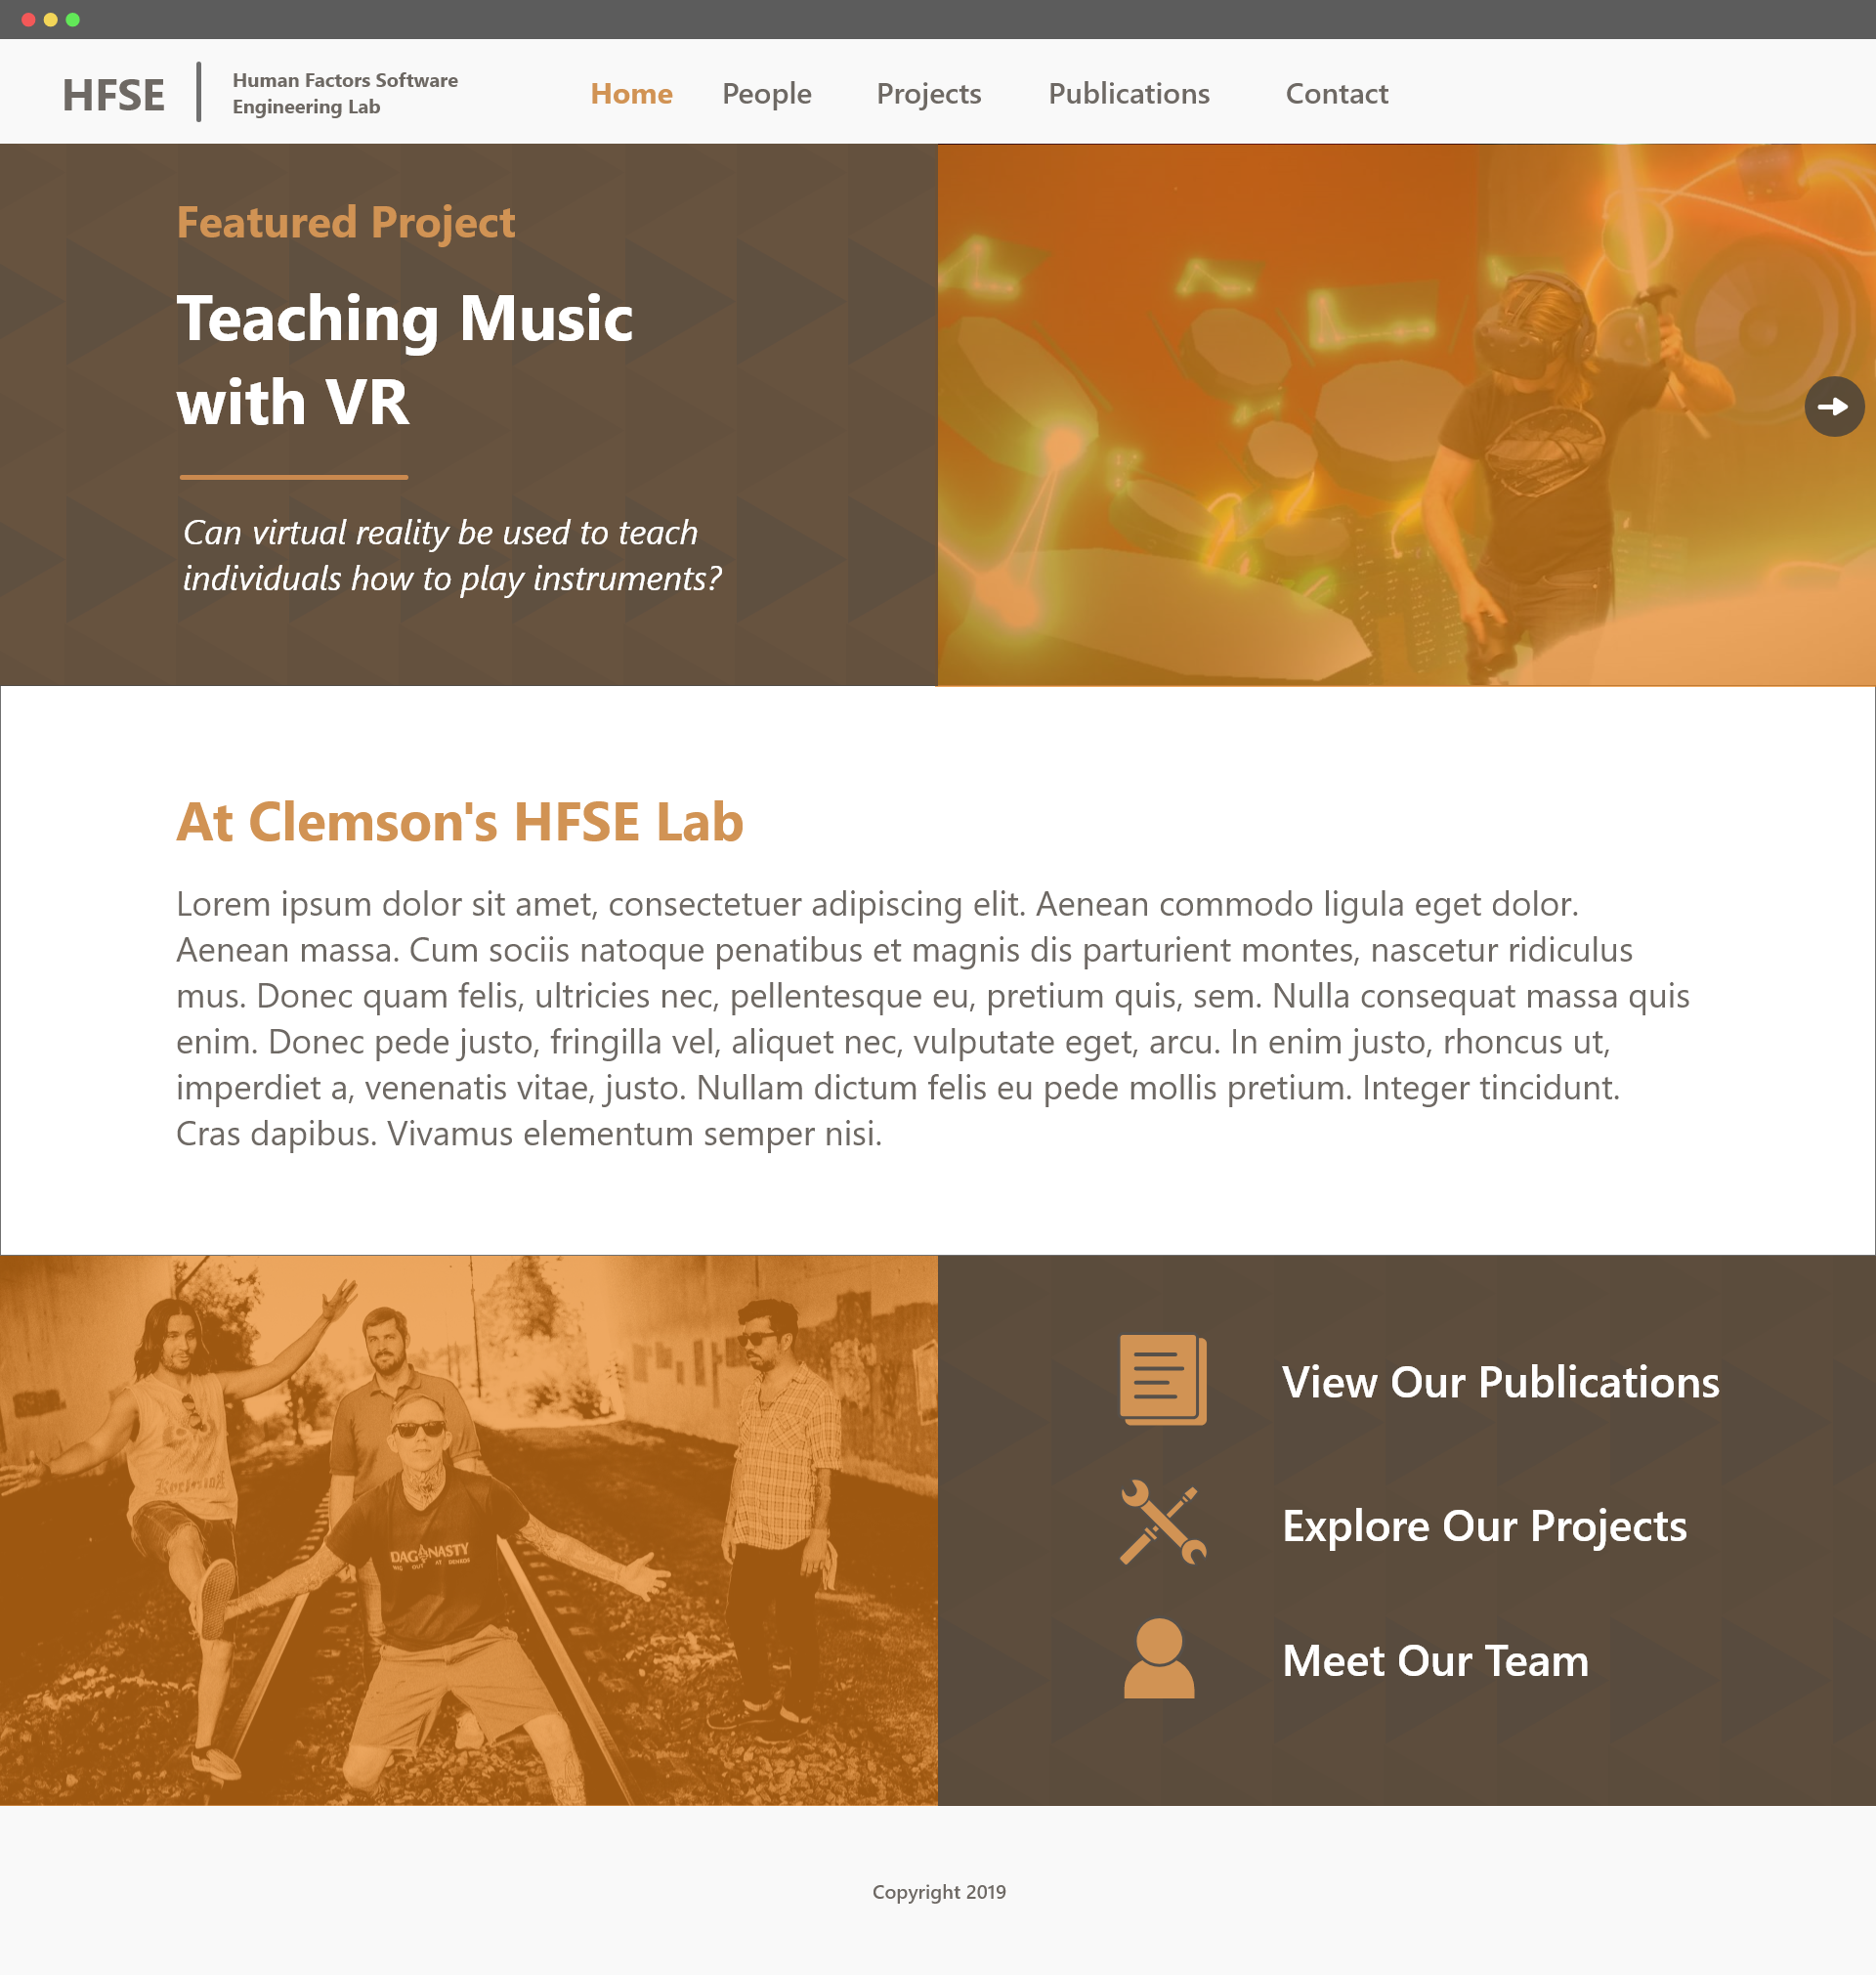 HFSE
Human Factors Software
Engineering Lab
Home People Projects Publications Contact
Featured Project
Teaching Music
with VR
Can virtual reality be used to teach
individuals how to play instruments?
At Clemson's HFSE Lab
Lorem ipsum dolor sit amet, consectetuer adipiscing elit. Aenean commodo ligula eget dolor.
Aenean massa. Cum sociis natoque penatibus et magnis dis parturient montes, nascetur ridiculus
mus. Donec quam felis, ultricies nec, pellentesque eu, pretium quis, sem. Nulla consequat massa quis
enim. Donec pede justo, fringilla vel, aliquet nec, vulputate eget, arcu. In enim justo, rhoncus ut,
imperdiet a, venenatis vitae, justo. Nullam dictum felis eu pede mollis pretium. Integer tincidunt.
Cras dapibus. Vivamus elementum semper nisi.
DAG NASTY
View Our Publications
Explore Our Projects
Meet Our Team
Copyright 2019